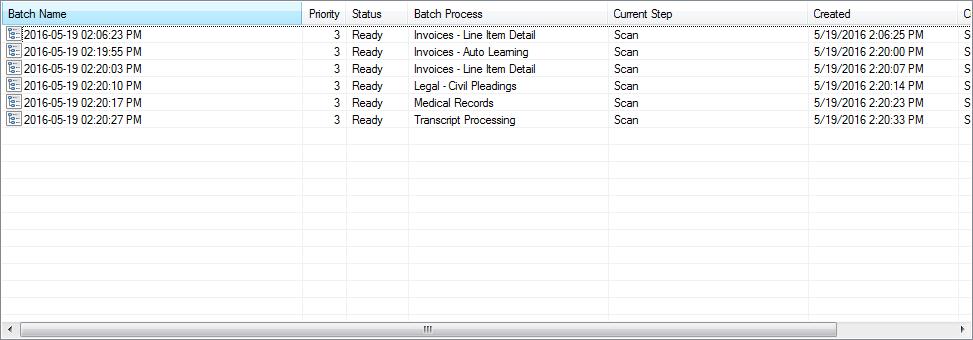 Batch Name Priority Status Batch Process Current Step Created C
2016-05-19 02:06:23 PM 3 Ready Invoices - Line Item Detail Scan 5/19/2016 2:06:25 PM S
2016-05-19 02:19:55 PM 3 Ready Invoices - Auto Learning Scan 5/19/2016 2:20:00 PM S
2016-05-19 02:20:03 PM 3 Ready Invoices - Line Item Detail Scan 5/19/2016 2:20:07 PM S
2016-05-19 02:20:10 PM 3 Ready Legal - Civil Pleadings Scan 5/19/2016 2:20:14 PM S
2016-05-19 02:20:17 PM 3 Ready Medical Records Scan 5/19/2016 2:20:23 PM S
2016-05-19 02:20:27 PM 3 Ready Transcript Processing Scan 5/19/2016 2:20:33 PM S